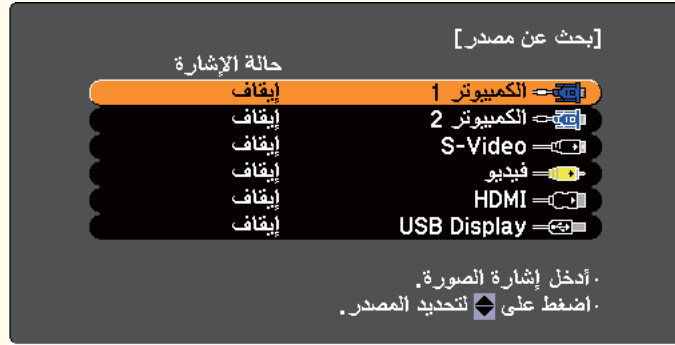 [بحث عن مصدر]
حالة الإشارة
الكمبيوتر 1 إيقاف
الكمبيوتر 2 إيقاف
S-Video إيقاف
فيديو إيقاف
HDMI إيقاف
USB Display إيقاف
·أدخل إشارة الصورة.
·اضغط على لتحديد المصدر.